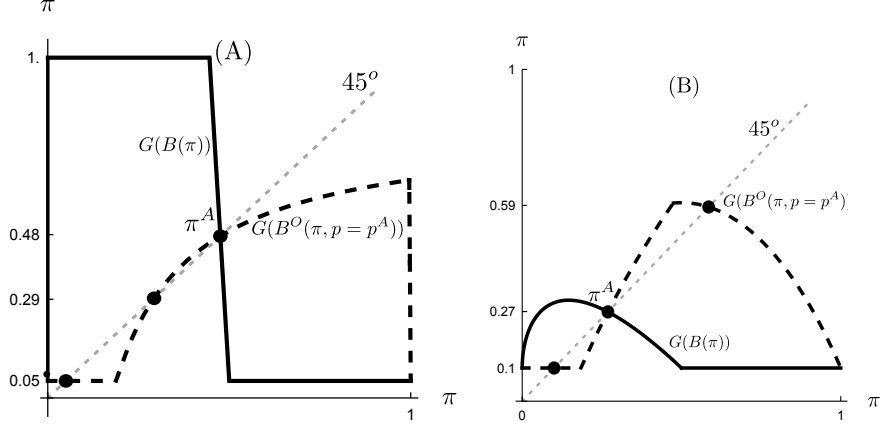 π
(A)
1.
45°
G(B(π))
π^A
G(B^O(π, p = p^A))
0.48
0.29
0.05
1
π
π
1
(B)
45°
0.59
G(B^O(π, p = p^A))
π^A
0.27
G(B(π))
0.1
0
1
π